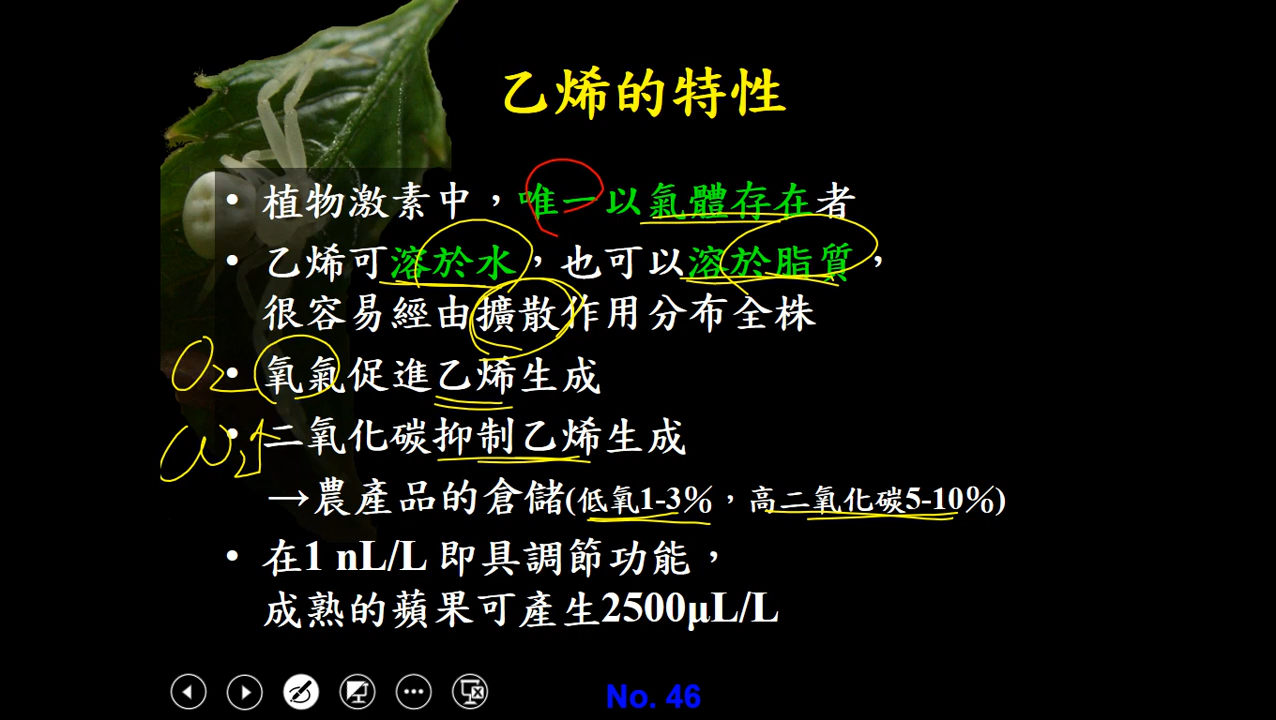 乙烯的特性
• 植物激素中，唯一以氣體存在者
• 乙烯可溶於水，也可以溶於脂質，
很容易經由擴散作用分布全株
O₂ • 氧氣促進乙烯生成
• 二氧化碳抑制乙烯生成
→農產品的倉儲(低氧1-3%，高二氧化碳5-10%)
• 在1 nL/L 即具調節功能，
成熟的蘋果可產生2500μL/L
No. 46